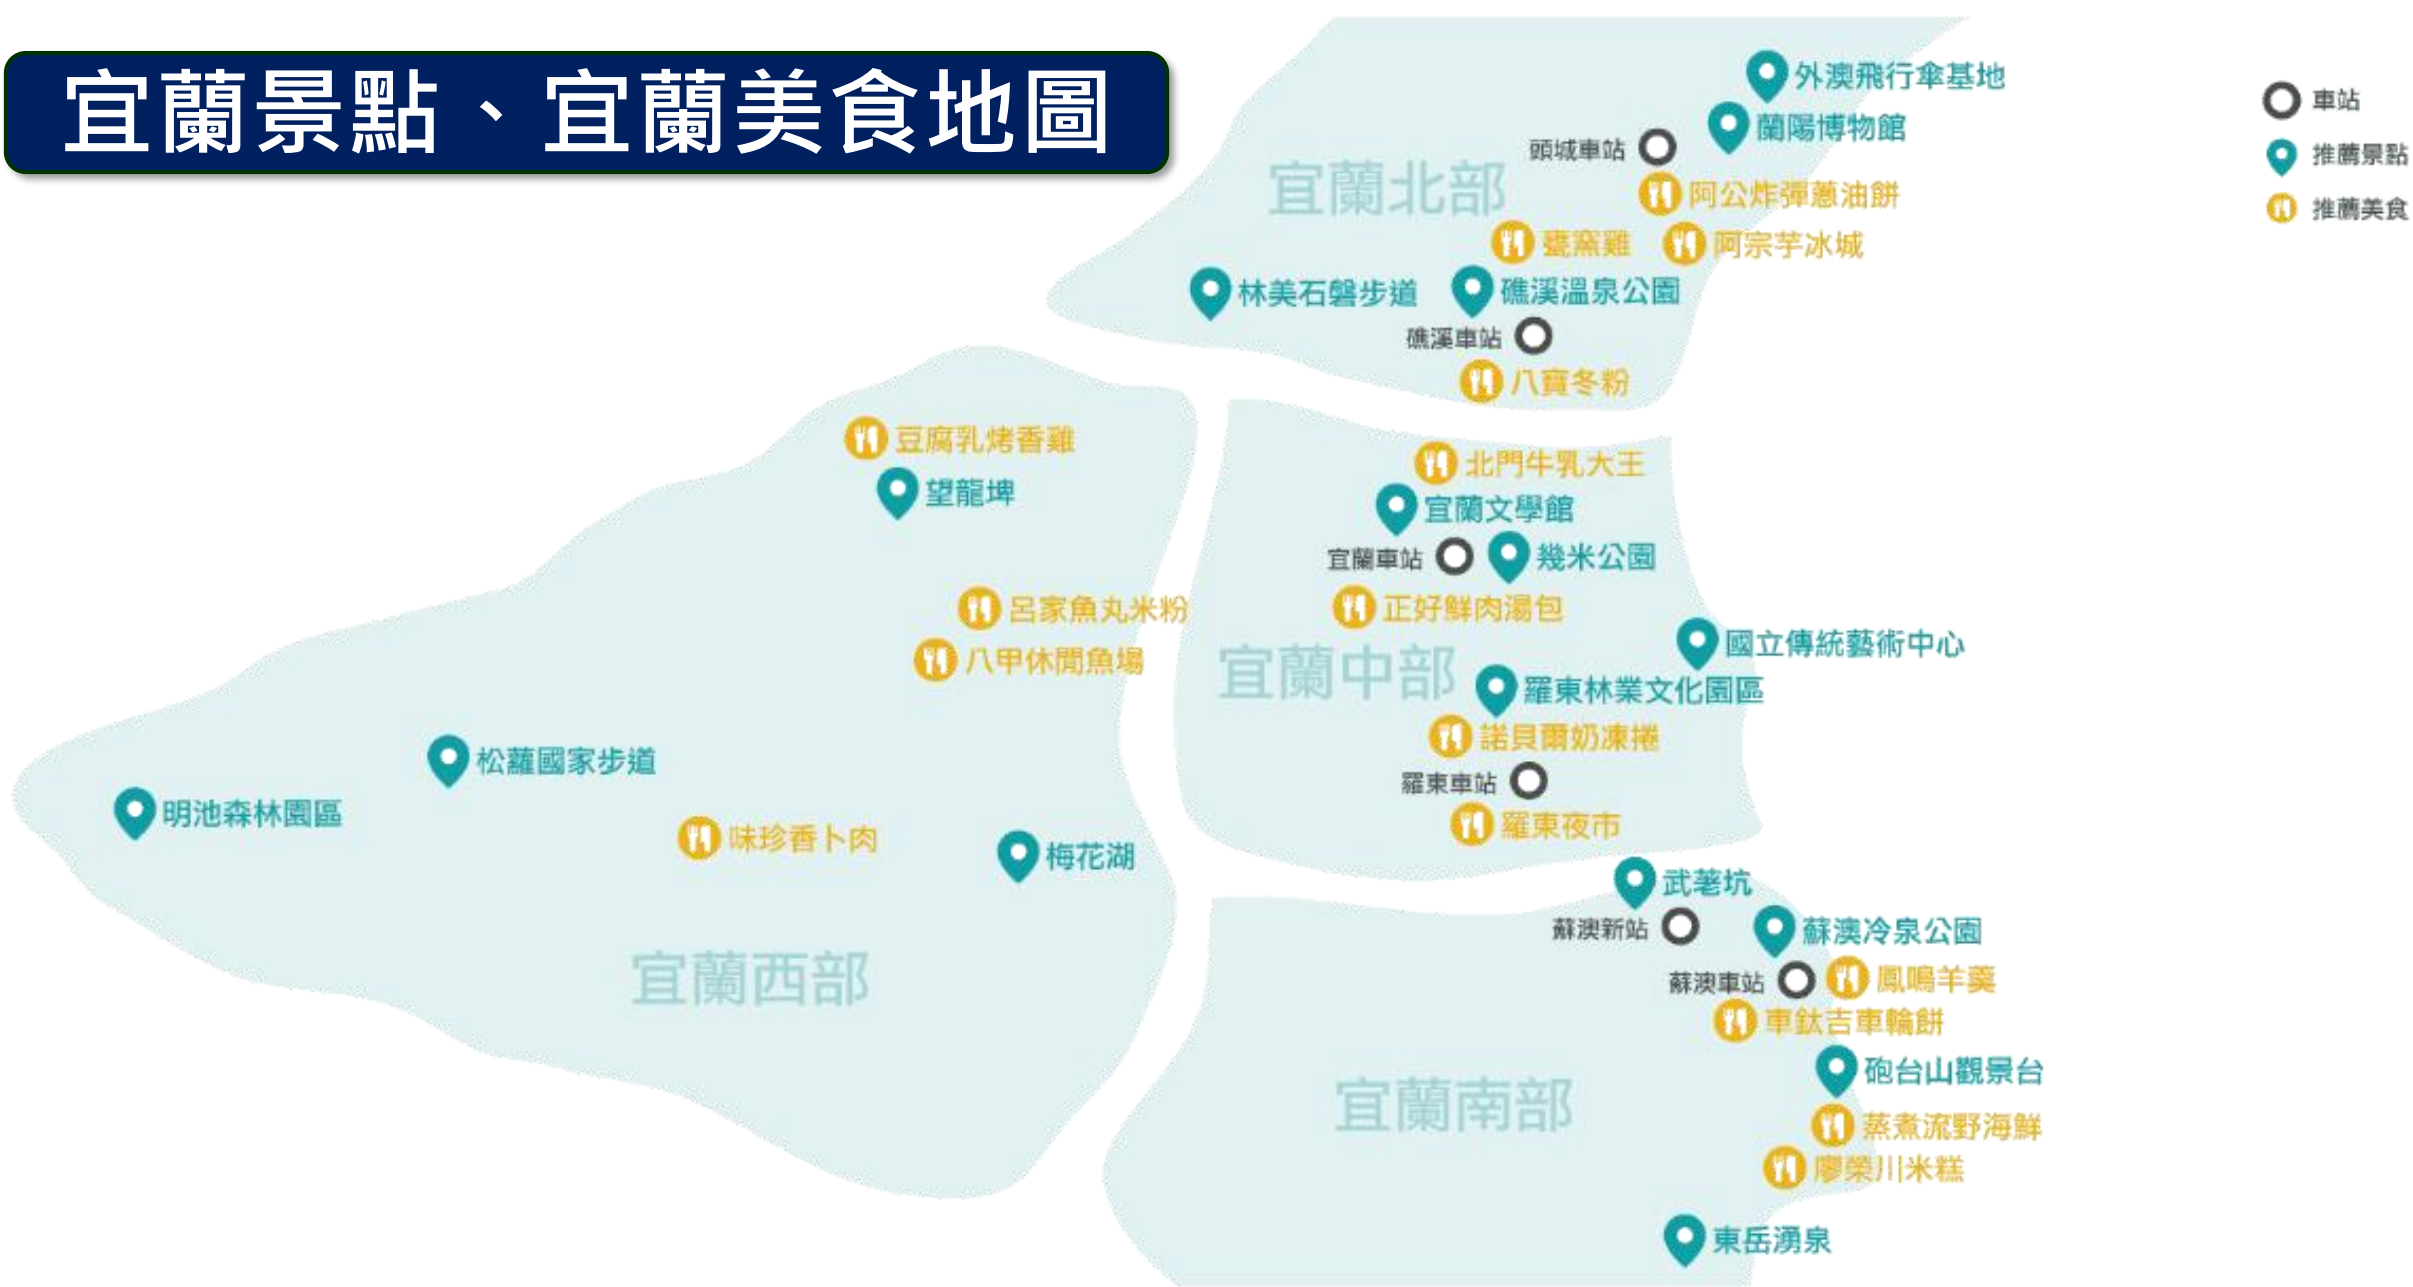 宜蘭景點、宜蘭美食地圖
車站
推薦景點
推薦美食
外澳飛行傘基地
蘭陽博物館
頭城車站
宜蘭北部
阿公炸彈蔥油餅
甕窯雞
阿宗芋冰城
林美石磐步道
礁溪溫泉公園
礁溪車站
八寶冬粉
豆腐乳烤香雞
望龍埤
北門牛乳大王
宜蘭文學館
宜蘭車站
幾米公園
呂家魚丸米粉
正好鮮肉湯包
八甲休閒魚場
宜蘭中部
國立傳統藝術中心
羅東林業文化園區
諾貝爾奶凍捲
松蘿國家步道
羅東車站
明池森林園區
味珍香卜肉
羅東夜市
梅花湖
武荖坑
蘇澳新站
蘇澳冷泉公園
宜蘭西部
蘇澳車站
鳳鳴羊羹
車鈦吉車輪餅
砲台山觀景台
宜蘭南部
蒸煮流野海鮮
廖榮川米糕
東岳湧泉